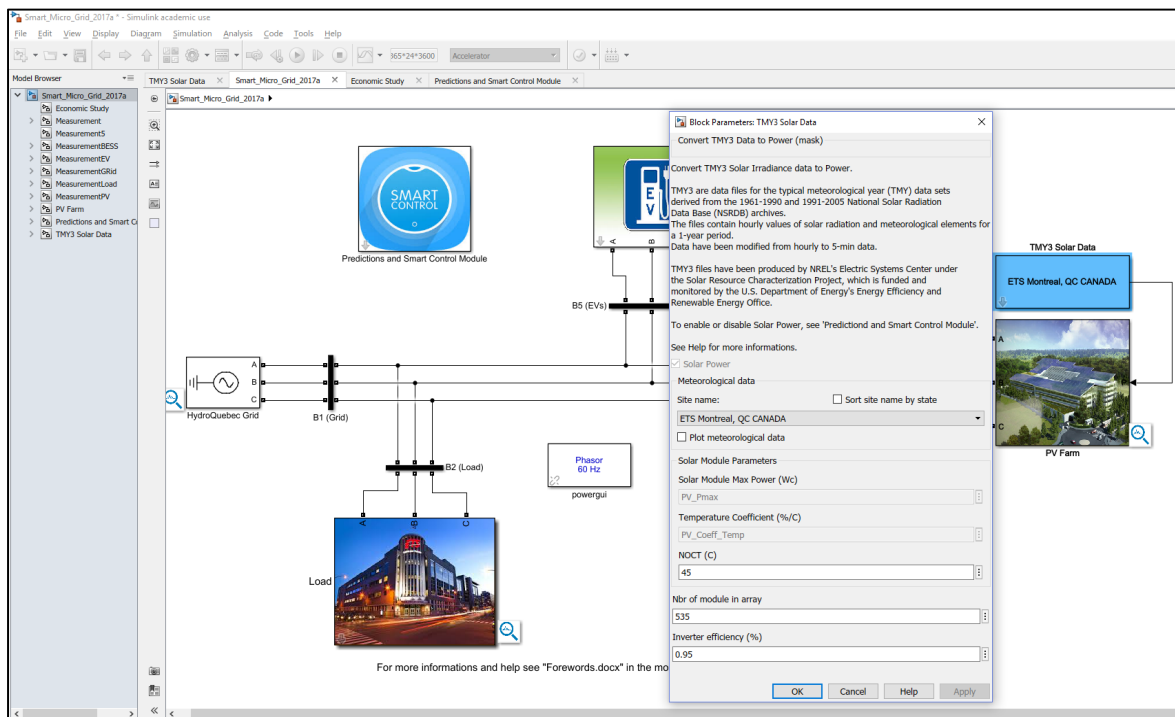 Smart_Micro_Grid_2017a * - Simulink academic use
File Edit View Display Diagram Simulation Analysis Code Tools Help
365*24*3600
Accelerator
Model Browser
TMY3 Solar Data
Smart_Micro_Grid_2017a
Economic Study
Predictions and Smart Control Module
Smart_Micro_Grid_2017a
Smart_Micro_Grid_2017a
Economic Study
Measurement
Measurement5
MeasurementBESS
MeasurementEV
MeasurementGRid
MeasurementLoad
MeasurementPV
PV Farm
Predictions and Smart C
TMY3 Solar Data
SMART
CONTROL
Predictions and Smart Control Module
EV
A
B
B5 (EVs)
A
B
C
HydroQuebec Grid
B1 (Grid)
B2 (Load)
A
B
C
Load
Phasor
60 Hz
powergui
For more informations and help see "Forewords.docx" in the mo
Block Parameters: TMY3 Solar Data
Convert TMY3 Data to Power (mask)
Convert TMY3 Solar Irradiance data to Power.
TMY3 are data files for the typical meteorological year (TMY) data sets
derived from the 1961-1990 and 1991-2005 National Solar Radiation
Data Base (NSRDB) archives.
The files contain hourly values of solar radiation and meteorological elements for
a 1-year period.
Data have been modified from hourly to 5-min data.
TMY3 files have been produced by NREL's Electric Systems Center under
the Solar Resource Characterization Project, which is funded and
monitored by the U.S. Department of Energy's Energy Efficiency and
Renewable Energy Office.
To enable or disable Solar Power, see 'Predictiond and Smart Control Module'.
See Help for more informations.
Solar Power
Meteorological data
Site name:
Sort site name by state
ETS Montreal, QC CANADA
Plot meteorological data
Solar Module Parameters
Solar Module Max Power (Wc)
PV_Pmax
Temperature Coefficient (%/C)
PV_Coeff_Temp
NOCT (C)
45
Nbr of module in array
535
Inverter efficiency (%)
0.95
OK
Cancel
Help
Apply
TMY3 Solar Data
ETS Montreal, QC CANADA
A
C
PV Farm